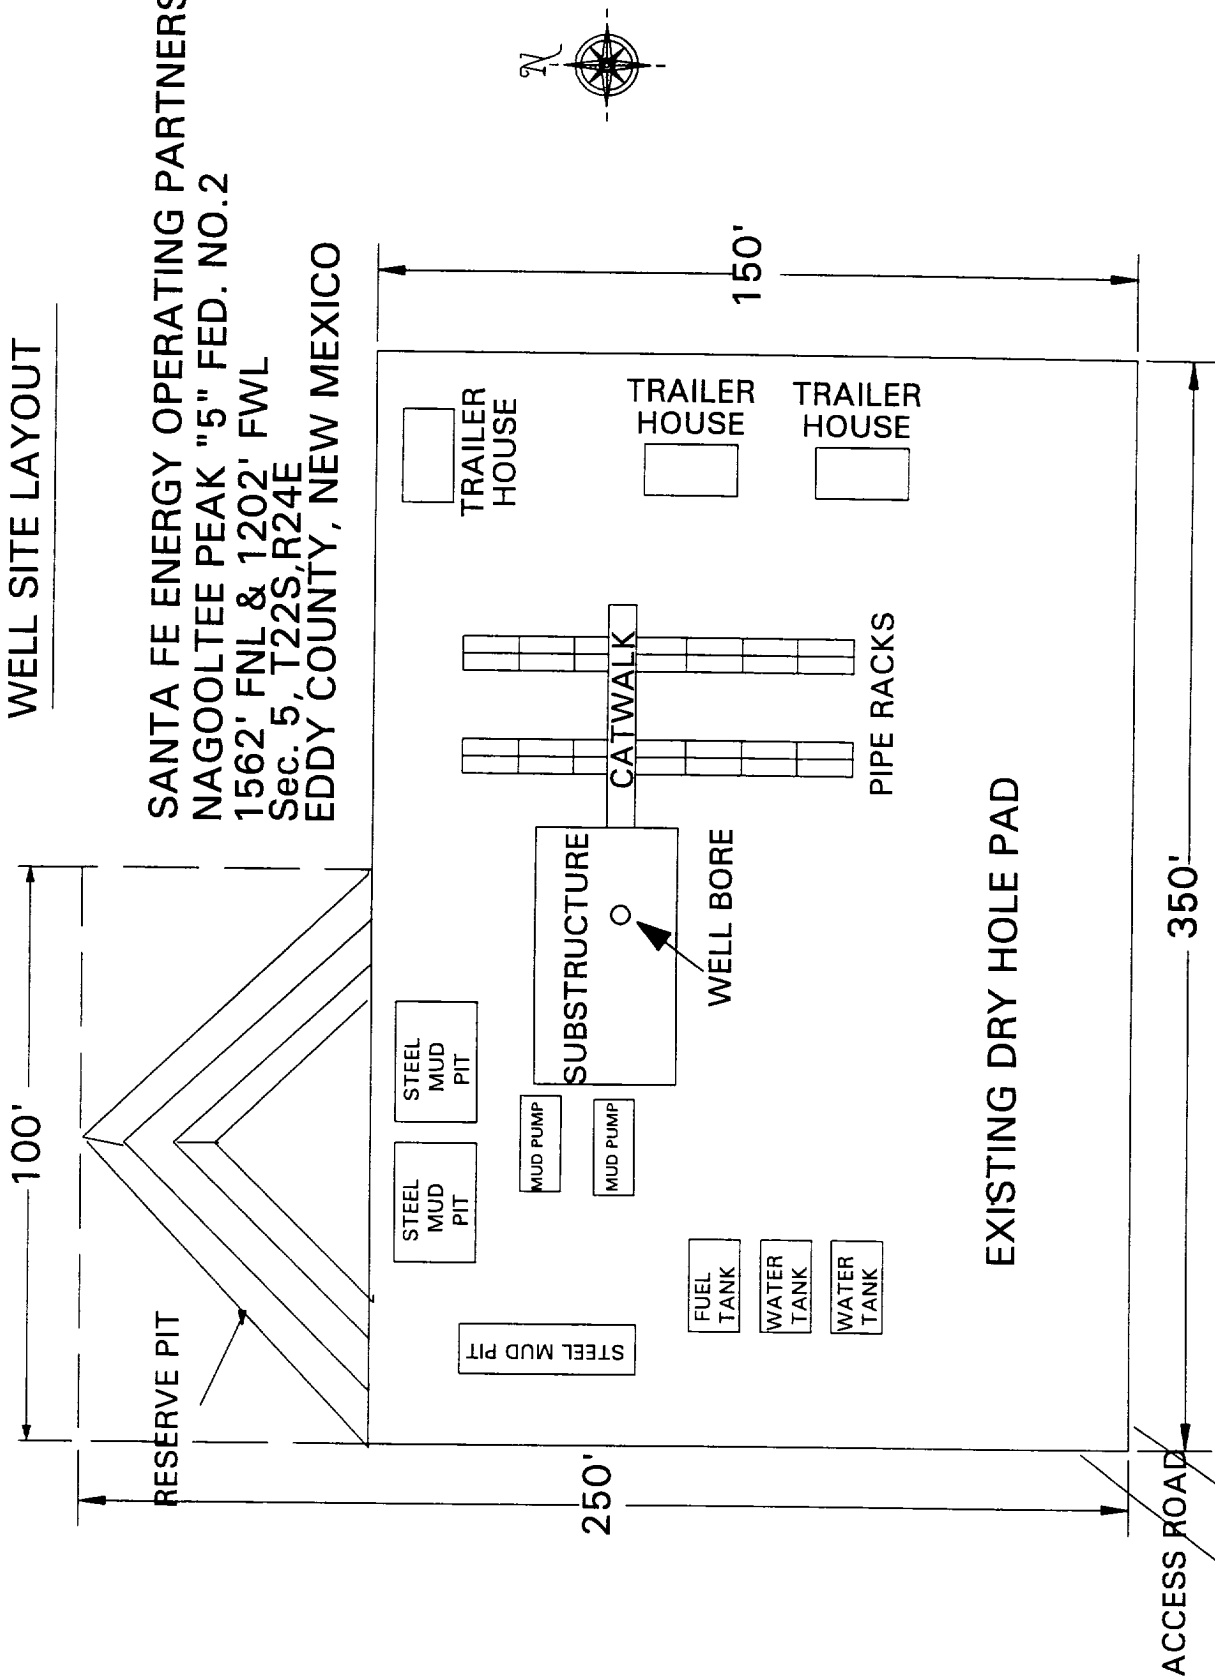 WELL SITE LAYOUT
SANTA FE ENERGY OPERATING PARTNERS
NAGOOLTEE PEAK "5" FED. NO.2
1562' FNL & 1202' FWL
Sec. 5, T22S,R24E
EDDY COUNTY, NEW MEXICO
N
100'
RESERVE PIT
250'
150'
350'
STEEL
MUD
PIT
STEEL
MUD
PIT
STEEL MUD PIT
MUD PUMP
MUD PUMP
SUBSTRUCTURE
WELL BORE
CATWALK
PIPE RACKS
TRAILER
HOUSE
TRAILER
HOUSE
TRAILER
HOUSE
FUEL
TANK
WATER
TANK
WATER
TANK
EXISTING DRY HOLE PAD
ACCESS ROAD